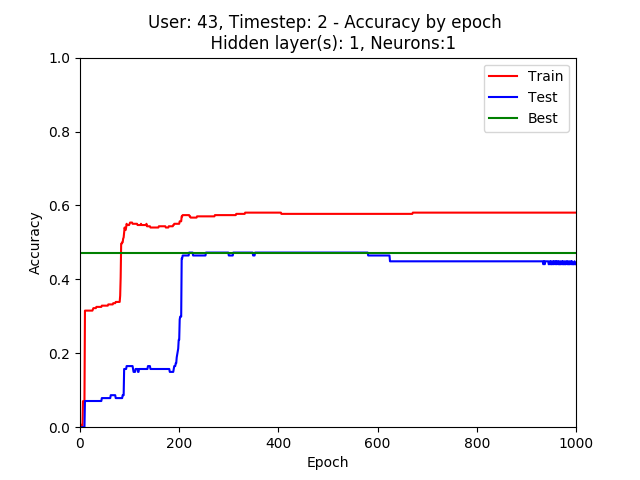 User: 43, Timestep: 2 - Accuracy by epoch
Hidden layer(s): 1, Neurons:1
Train
Test
Best
1.0
0.8
0.6
0.4
0.2
0.0
Accuracy
0 200 400 600 800 1000
Epoch